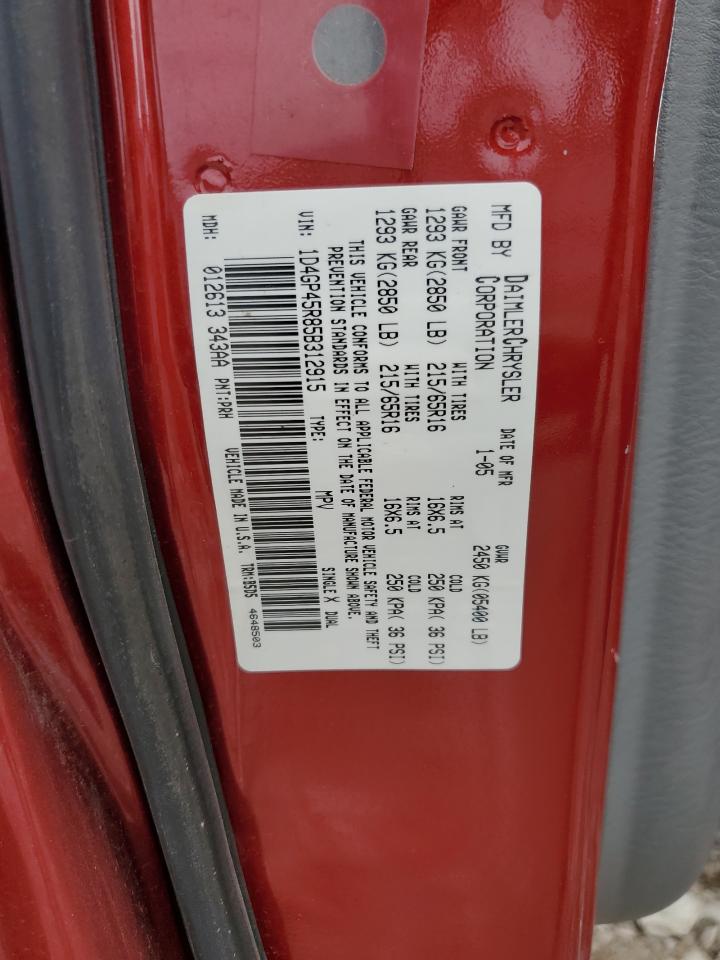 MFD BY DAIMLERCHRYSLER CORPORATION DATE OF MFR 1-05 GVWR 2450 KG(05400 LB)
GAWR FRONT WITH TIRES RIMS AT COLD
1293 KG(2850 LB) 215/65R16 16X6.5 250 KPA( 36 PSI)
GAWR REAR WITH TIRES RIMS AT COLD
1293 KG(2850 LB) 215/65R16 16X6.5 250 KPA( 36 PSI)
THIS VEHICLE CONFORMS TO ALL APPLICABLE FEDERAL MOTOR VEHICLE SAFETY AND THEFT
PREVENTION STANDARDS IN EFFECT ON THE DATE OF MANUFACTURE SHOWN ABOVE.
VIN: 1D4GP45R85B312915 TYPE: MPV SINGLE X DUAL
MDH: 012613 343AA PNT:PRH VEHICLE MADE IN U.S.A. TRM:BSD5 4648503